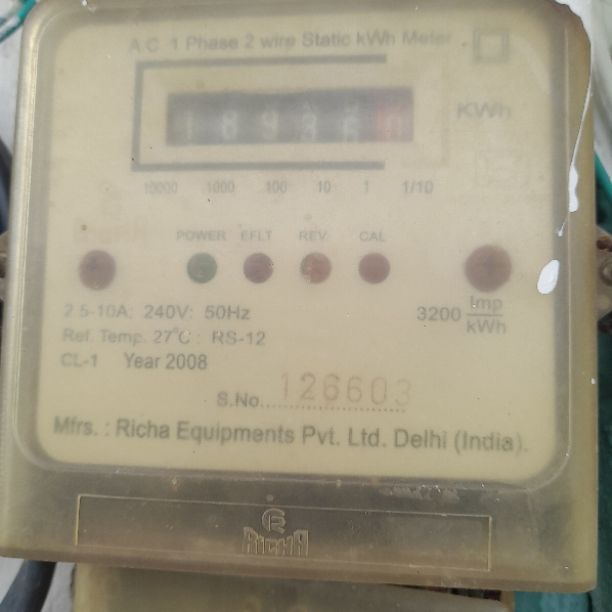 A C 1 Phase 2 wire Static kWh Meter
KWh
10000 1000 100 10 1 1/10
POWER EFLT REV CAL
2.5-10A; 240V; 50Hz
Ref. Temp. 27°C : RS-12
CL-1 Year 2008
3200 Imp
kWh
S.No. 126603
Mfrs. : Richa Equipments Pvt. Ltd. Delhi (India).
RICHA